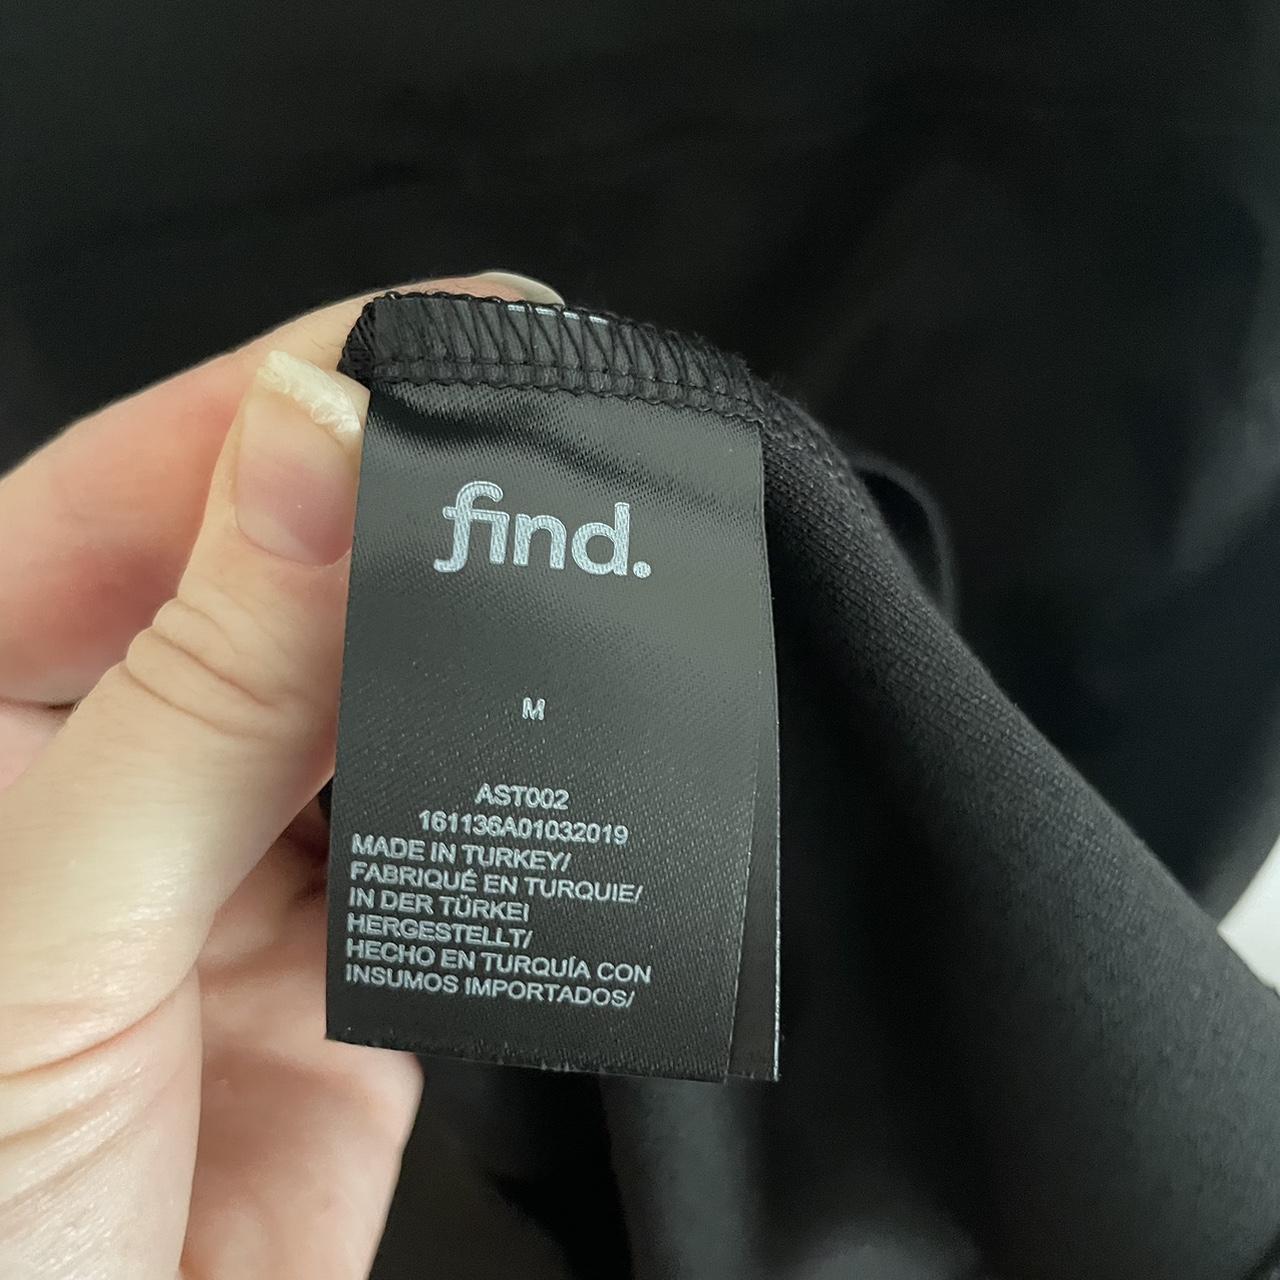 find.
M
AST002
161136A01032019
MADE IN TURKEY/
FABRIQUÉ EN TURQUIE/
IN DER TÜRKEI
HERGESTELLT/
HECHO EN TURQUÍA CON
INSUMOS IMPORTADOS/